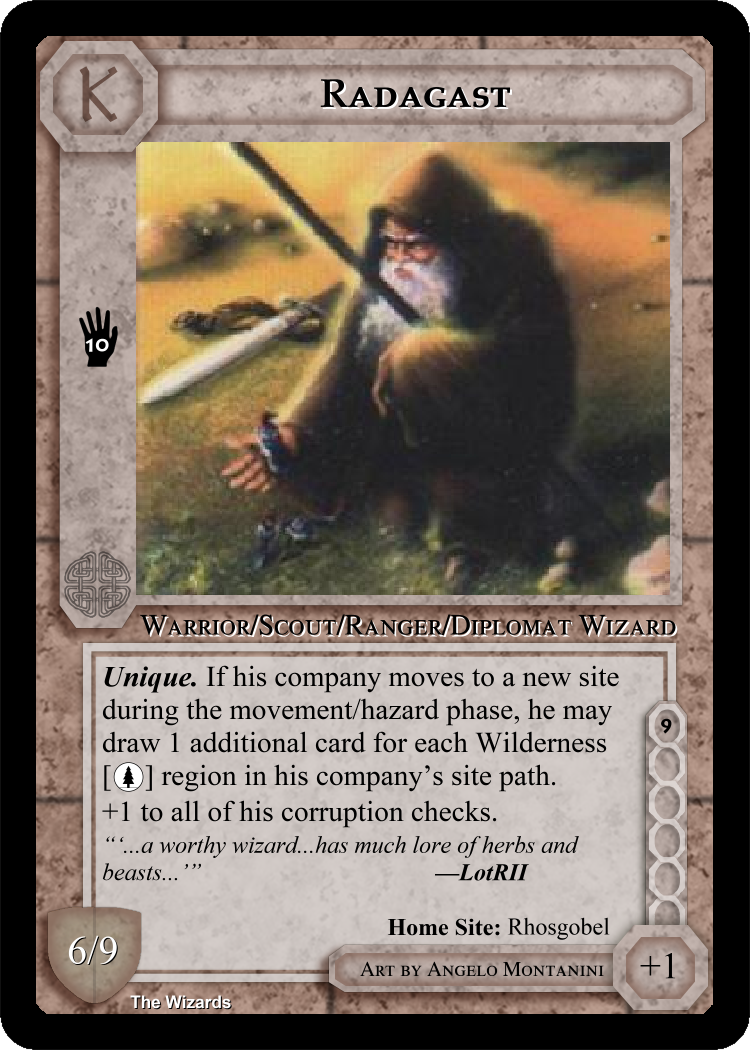 K
RADAGAST
10
WARRIOR/SCOUT/RANGER/DIPLOMAT WIZARD
Unique. If his company moves to a new site
during the movement/hazard phase, he may
draw 1 additional card for each Wilderness
[ ] region in his company’s site path.
+1 to all of his corruption checks.
“‘...a worthy wizard...has much lore of herbs and
beasts...’” —LotRII
9
Home Site: Rhosgobel
6/9
ART BY ANGELO MONTANINI
+1
The Wizards